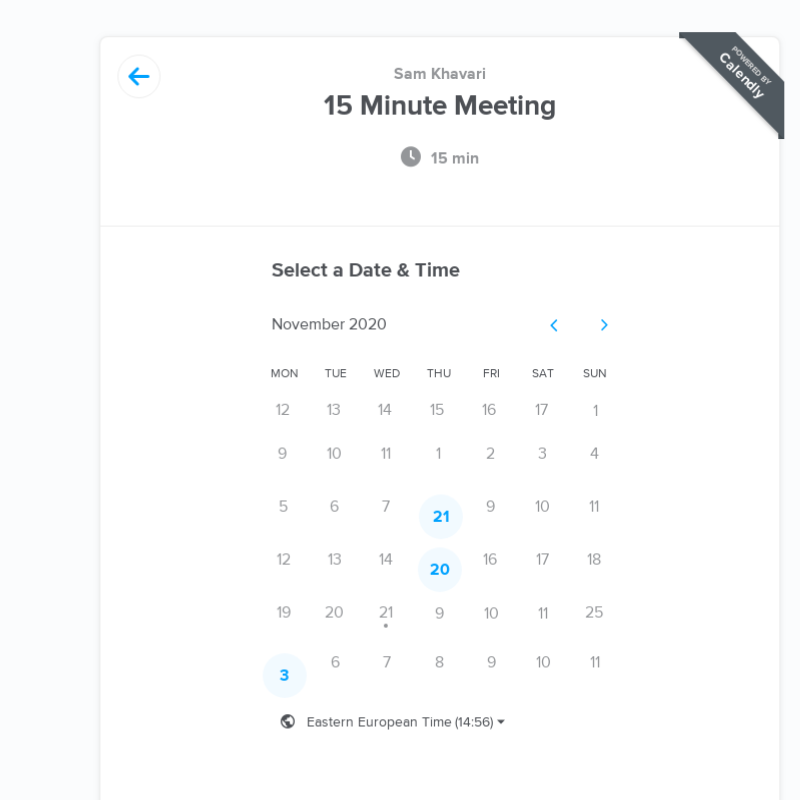 POWERED BY
Calendly
Sam Khavari
15 Minute Meeting
15 min
Select a Date & Time
November 2020
MON TUE WED THU FRI SAT SUN
12 13 14 15 16 17 1
9 10 11 1 2 3 4
5 6 7 21 9 10 11
12 13 14 20 16 17 18
19 20 21 9 10 11 25
3 6 7 8 9 10 11
Eastern European Time (14:56)